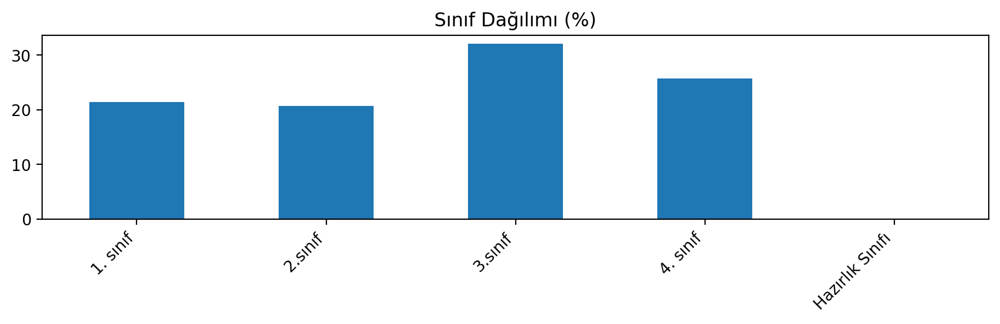 Sınıf Dağılımı (%)
30
20
10
0
1. sınıf
2.sınıf
3.sınıf
4. sınıf
Hazırlık Sınıfı